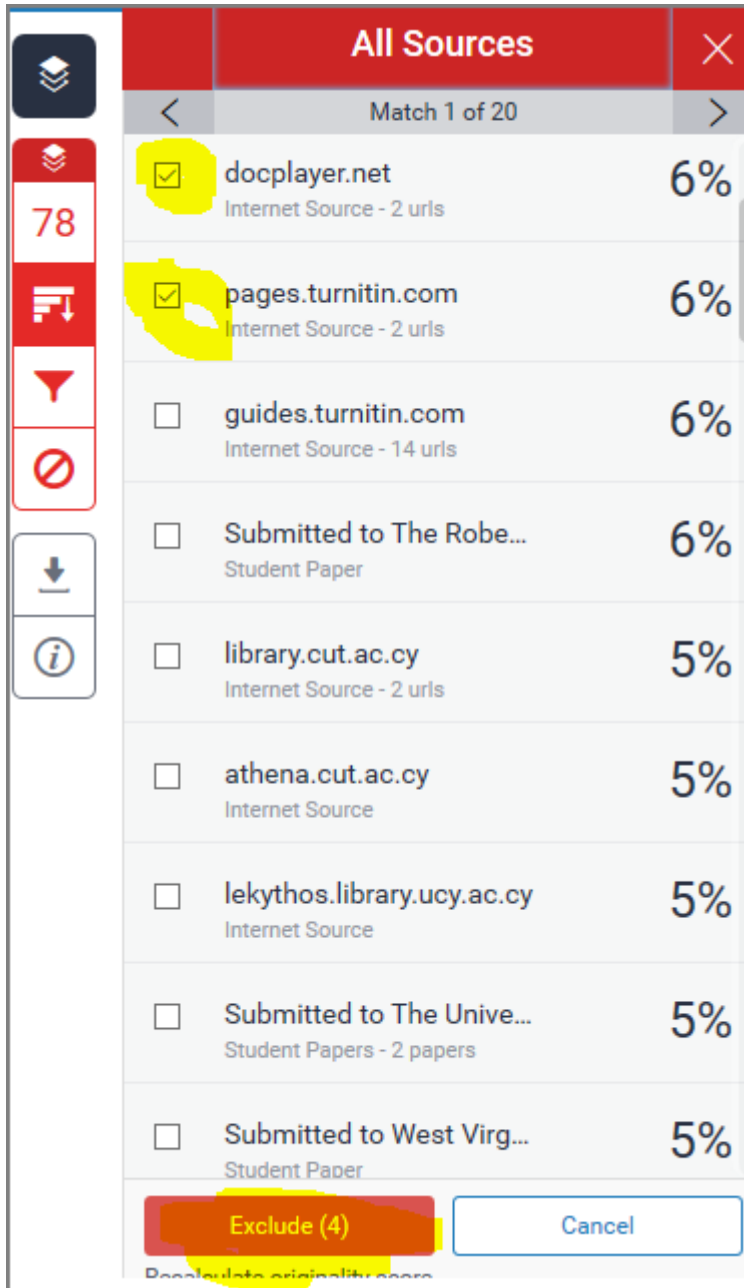 All Sources
Match 1 of 20
78
docplayer.net
6%
Internet Source - 2 urls
pages.turnitin.com
6%
Internet Source - 2 urls
guides.turnitin.com
6%
Internet Source - 14 urls
Submitted to The Robe...
6%
Student Paper
library.cut.ac.cy
5%
Internet Source - 2 urls
athena.cut.ac.cy
5%
Internet Source
lekythos.library.ucy.ac.cy
5%
Internet Source
Submitted to The Unive...
5%
Student Papers - 2 papers
Submitted to West Virg...
5%
Student Paper
Exclude (4)
Cancel
Recalculate originality score